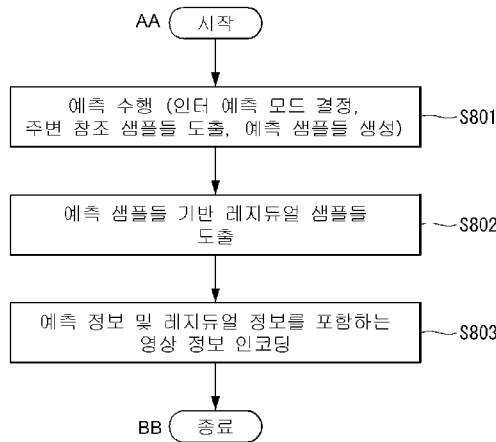 AA 시작
예측 수행 (인터 예측 모드 결정,
주변 참조 샘플들 도출, 예측 샘플들 생성)
S801
예측 샘플들 기반 레지듀얼 샘플들
도출
S802
예측 정보 및 레지듀얼 정보를 포함하는
영상 정보 인코딩
S803
BB 종료